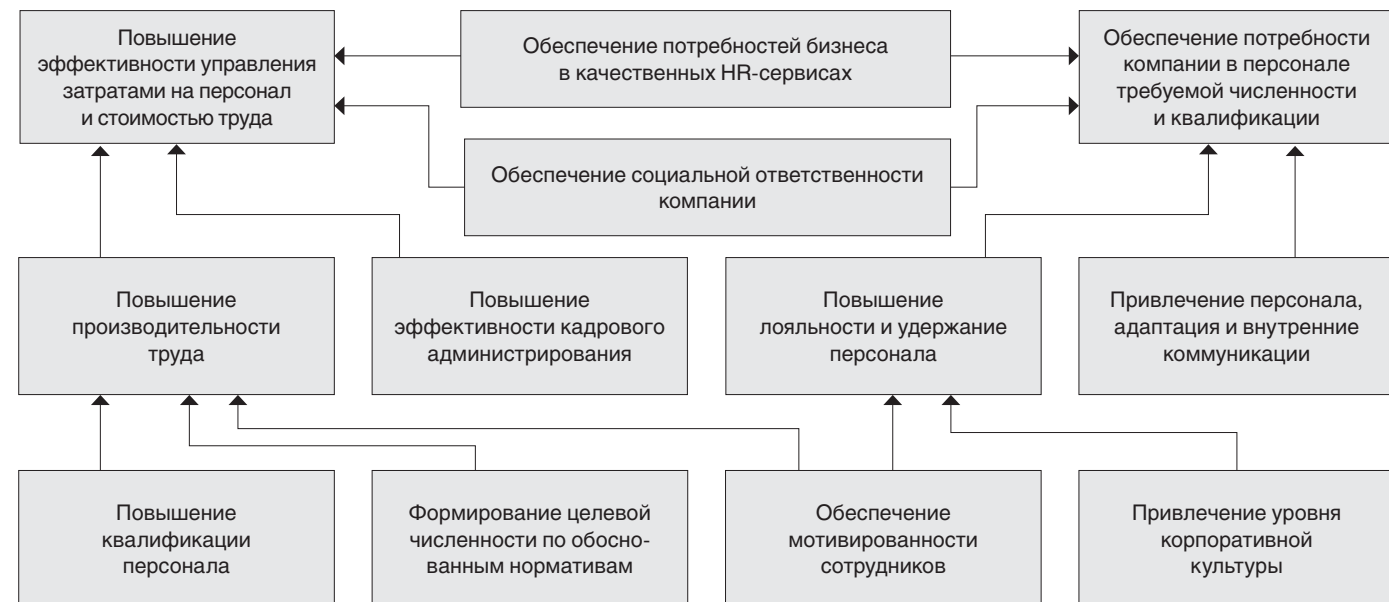 Повышение
эффективности управления
затратами на персонал
и стоимостью труда
Обеспечение потребностей бизнеса
в качественных HR-сервисах
Обеспечение потребности
компании в персонале
требуемой численности
и квалификации
Обеспечение социальной ответственности
компании
Повышение
производительности
труда
Повышение
эффективности кадрового
администрирования
Повышение
лояльности и удержание
персонала
Привлечение персонала,
адаптация и внутренние
коммуникации
Повышение
квалификации
персонала
Формирование целевой
численности по обосно-
ванным нормативам
Обеспечение
мотивированности
сотрудников
Привлечение уровня
корпоративной
культуры